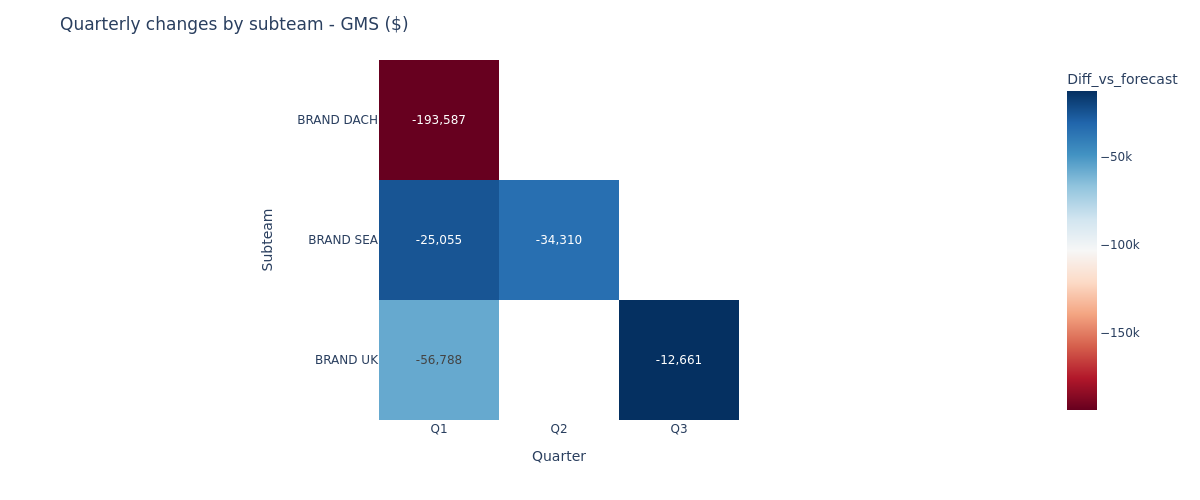 Quarterly changes by subteam - GMS ($)
Diff_vs_forecast
−50k
−100k
−150k
Subteam
BRAND DACH
-193,587
BRAND SEA
-25,055
-34,310
BRAND UK
-56,788
-12,661
Q1
Q2
Q3
Quarter